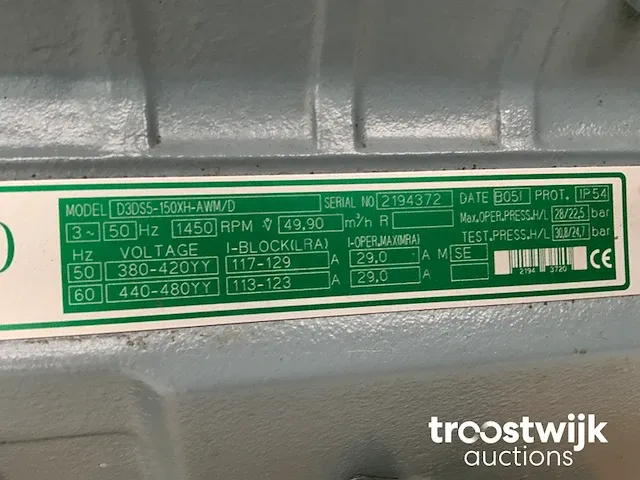 MODEL D3DS5-150XH-AWM/D SERIAL NO 2194372 DATE B051 PROT. IP54
3~ 50 Hz 1450 RPM V 49,90 m³/h R Max.OPER.PRESS.H/L 28/22,5 bar
Hz VOLTAGE I-BLOCK(LRA) I-OPER.MAX(MRA) TEST.PRESS.H/L 30,8/24,7 bar
50 380-420YY 117-129 A 29.0 A M SE
60 440-480YY 113-123 A 29.0 A
2194 3720 CE
troostwijk
auctions